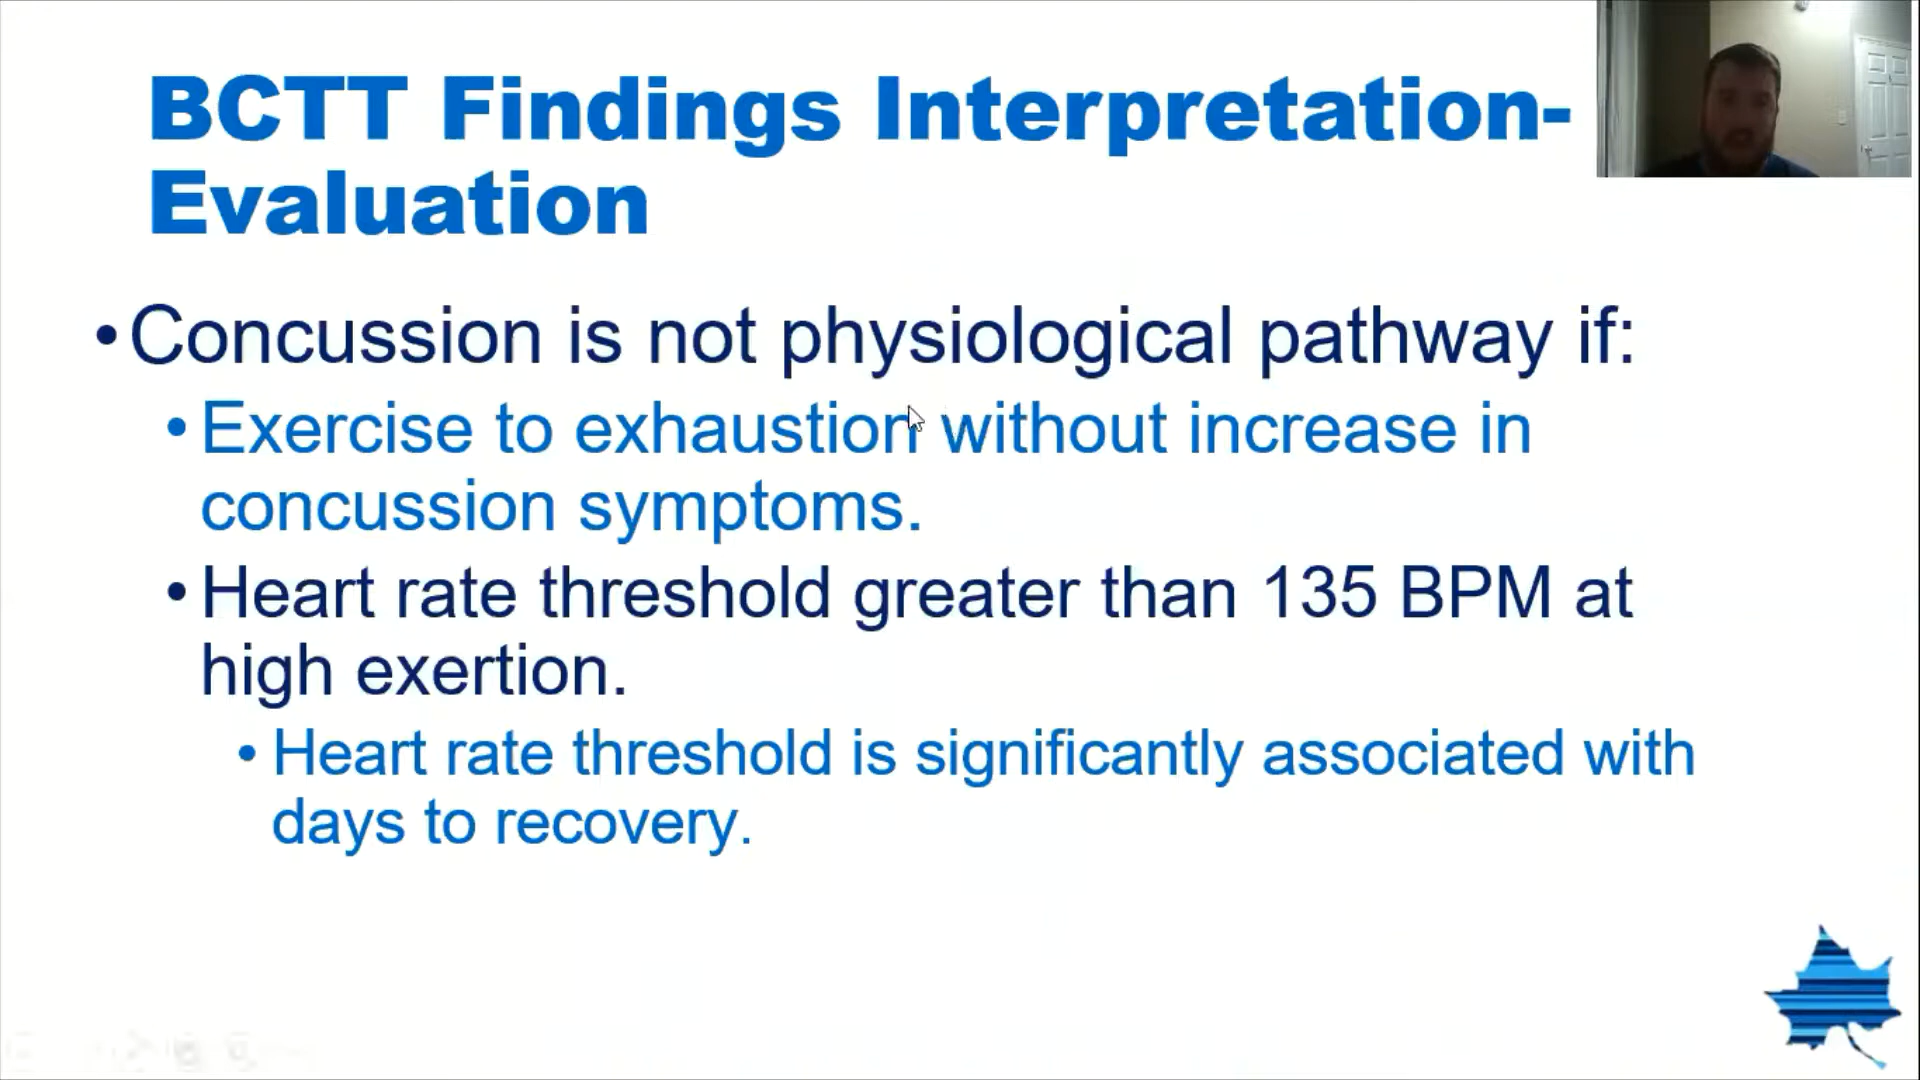 BCTT Findings Interpretation-
Evaluation
•Concussion is not physiological pathway if:
•Exercise to exhaustion without increase in
concussion symptoms.
•Heart rate threshold greater than 135 BPM at
high exertion.
•Heart rate threshold is significantly associated with
days to recovery.